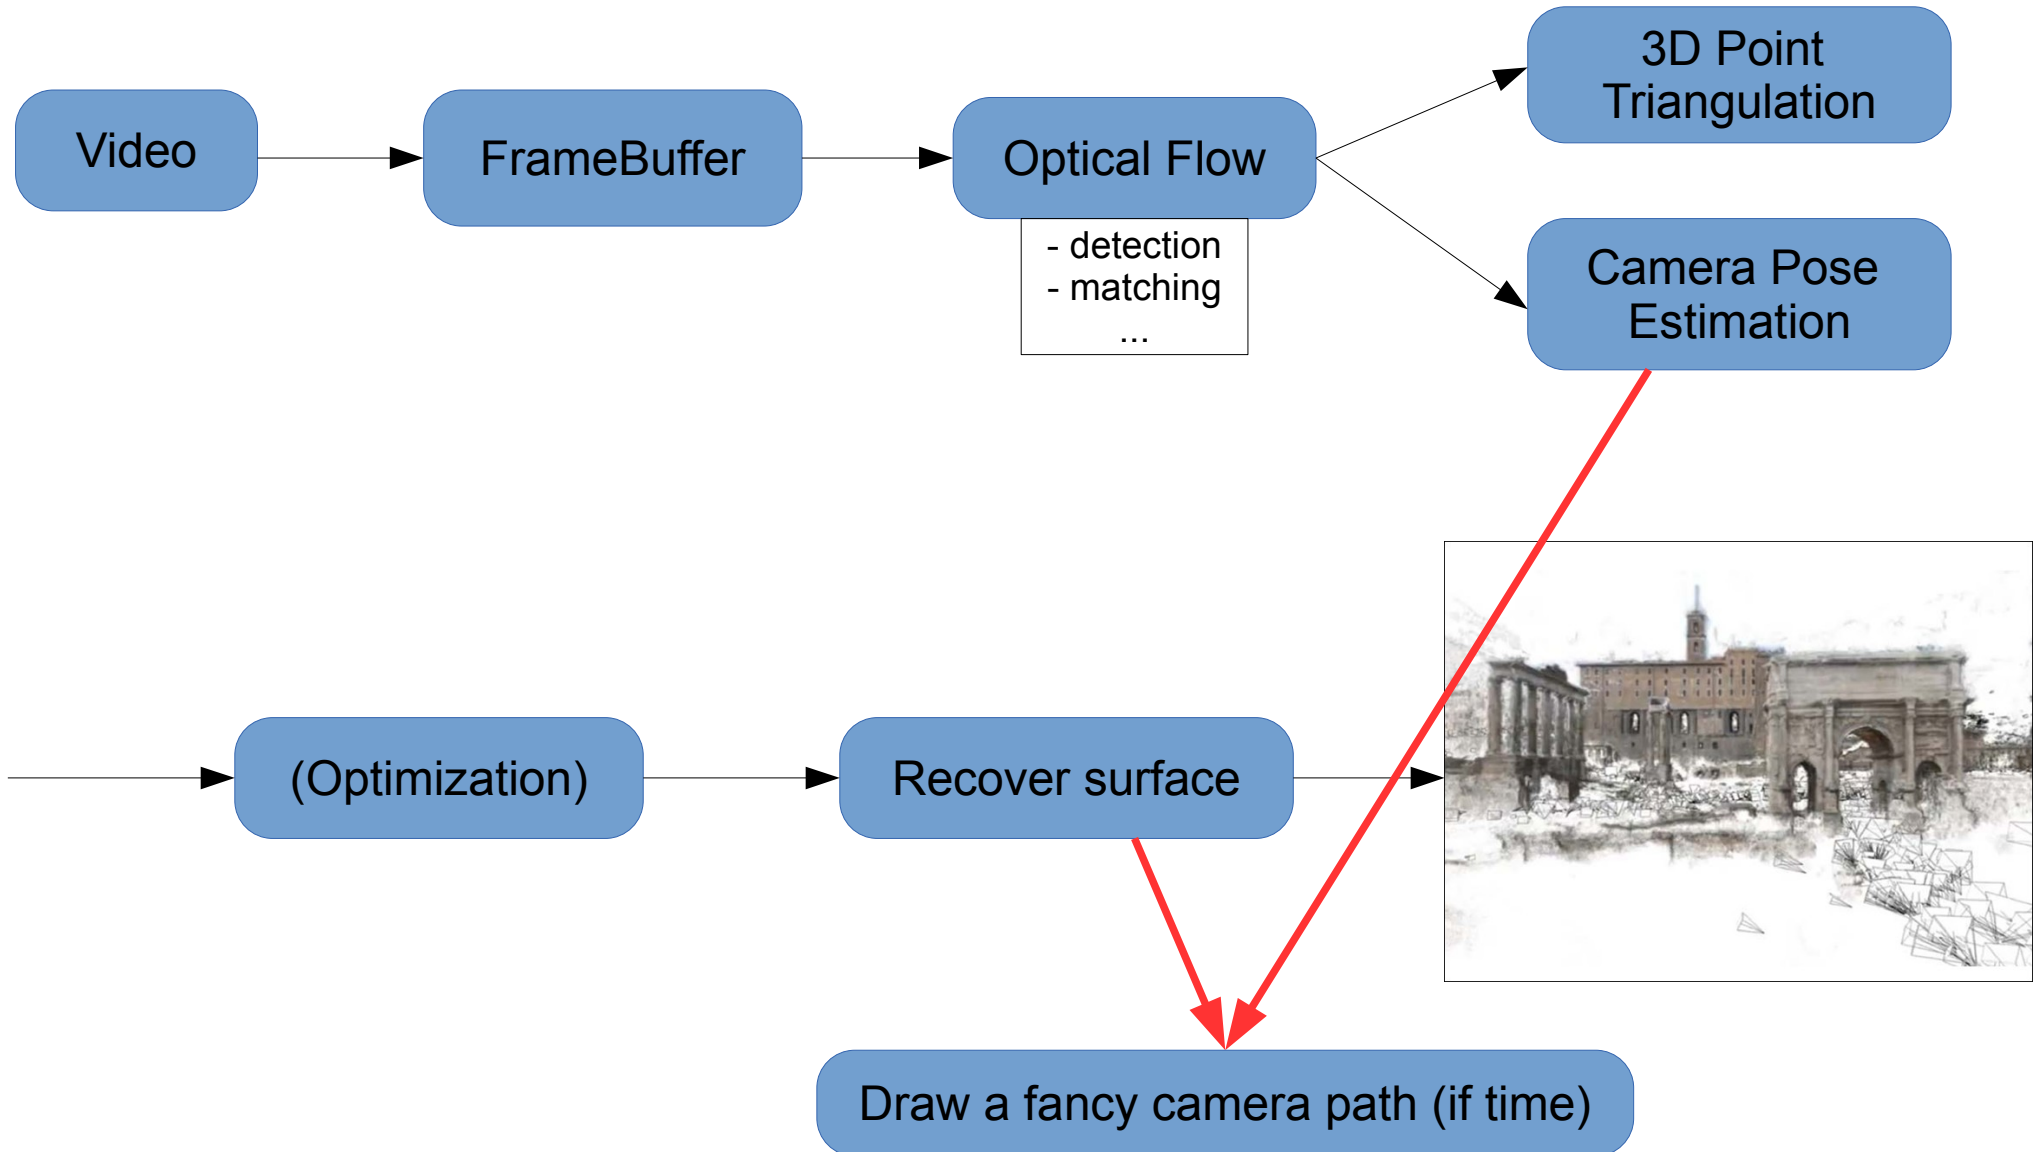 Video
FrameBuffer
Optical Flow
- detection
- matching
...
3D Point
Triangulation
Camera Pose
Estimation
(Optimization)
Recover surface
Draw a fancy camera path (if time)